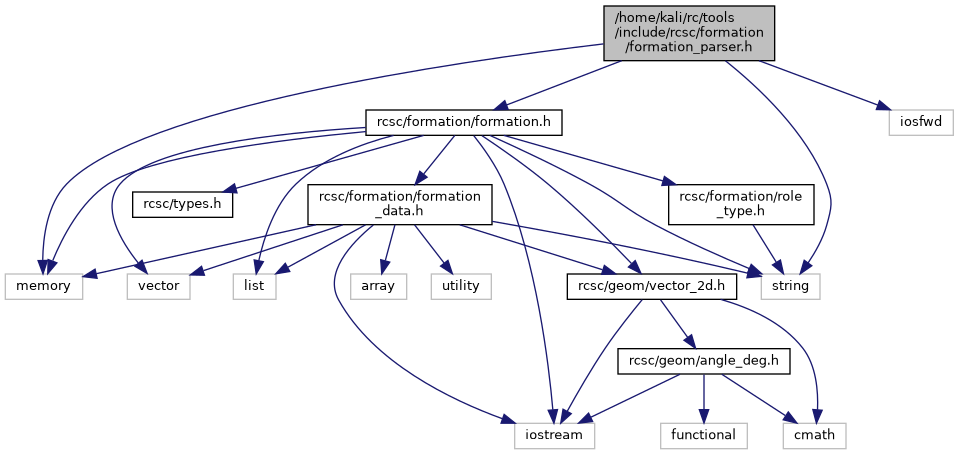 /home/kali/rc/tools
/include/rcsc/formation
/formation_parser.h
rcsc/formation/formation.h
iosfwd
rcsc/types.h
rcsc/formation/formation
_data.h
rcsc/formation/role
_type.h
memory
vector
list
array
utility
rcsc/geom/vector_2d.h
string
rcsc/geom/angle_deg.h
iostream
functional
cmath